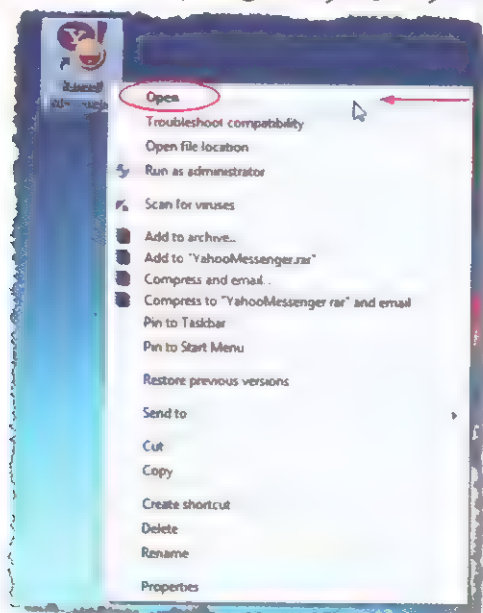 Open
Troubleshoot compatibility
Open file location
Run as administrator
Scan for viruses
Add to archive..
Add to "YahooMessenger.rar"
Compress and email..
Compress to "YahooMessenger rar" and email
Pin to Taskbar
Pin to Start Menu
Restore previous versions
Send to
Cut
Copy
Create shortcut
Delete
Rename
Properties